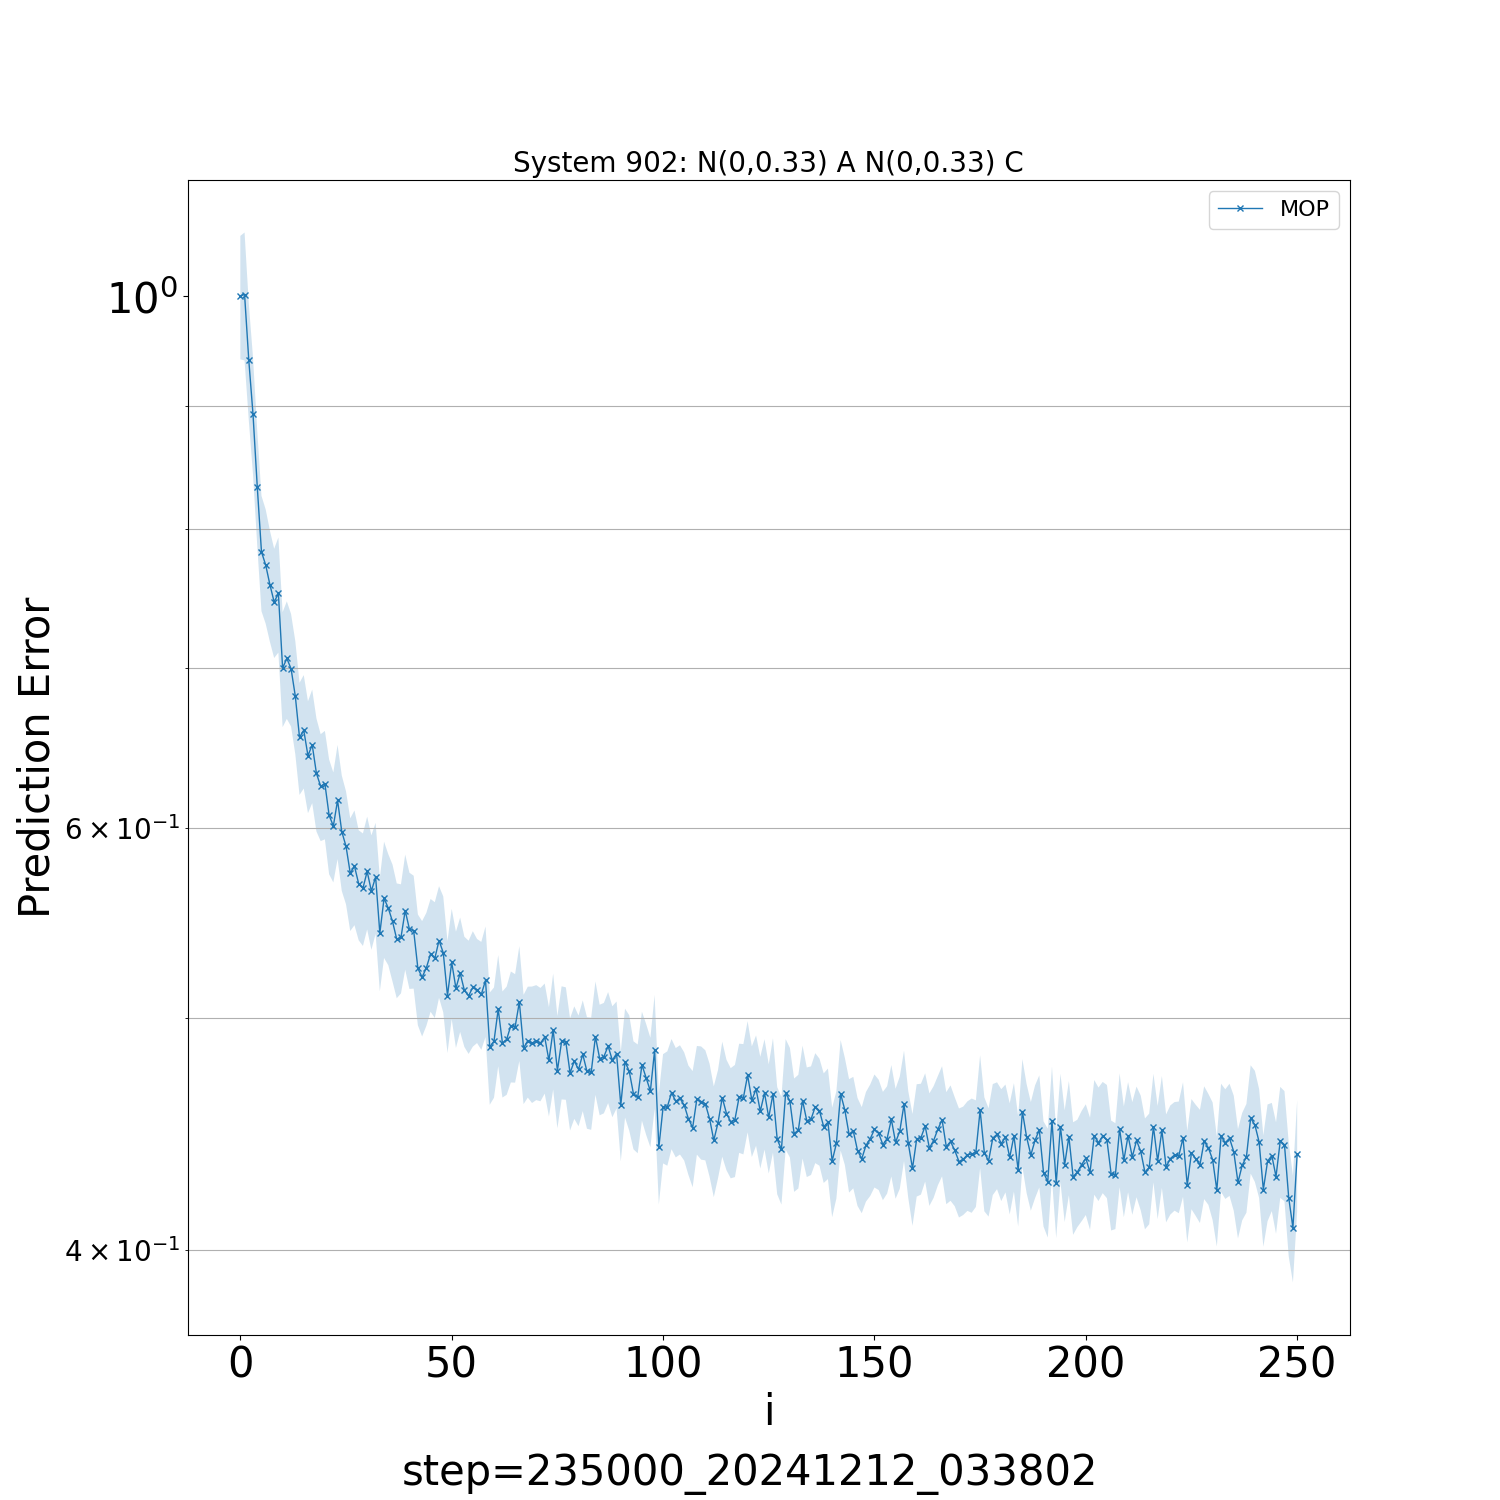 System 902: N(0,0.33) A N(0,0.33) C
MOP
10⁰
6 × 10⁻¹
4 × 10⁻¹
Prediction Error
0 50 100 150 200 250
i
step=235000_20241212_033802